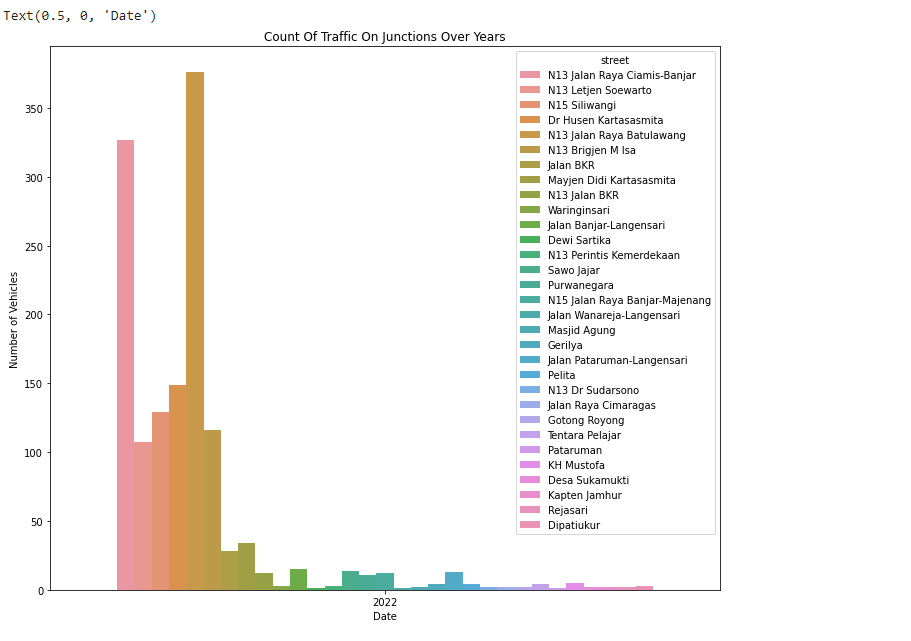 Text(0.5, 0, 'Date')
Count Of Traffic On Junctions Over Years
street
N13 Jalan Raya Ciamis-Banjar
N13 Letjen Soewarto
N15 Siliwangi
Dr Husen Kartasasmita
N13 Jalan Raya Batulawang
N13 Brigjen M Isa
Jalan BKR
Mayjen Didi Kartasasmita
N13 Jalan BKR
Waringinsari
Jalan Banjar-Langensari
Dewi Sartika
N13 Perintis Kemerdekaan
Sawo Jajar
Purwanegara
N15 Jalan Raya Banjar-Majenang
Jalan Wanareja-Langensari
Masjid Agung
Gerilya
Jalan Pataruman-Langensari
Pelita
N13 Dr Sudarsono
Jalan Raya Cimaragas
Gotong Royong
Tentara Pelajar
Pataruman
KH Mustofa
Desa Sukamukti
Kapten Jamhur
Rejasari
Dipatiukur
350
300
250
200
150
100
50
0
Number of Vehicles
2022
Date